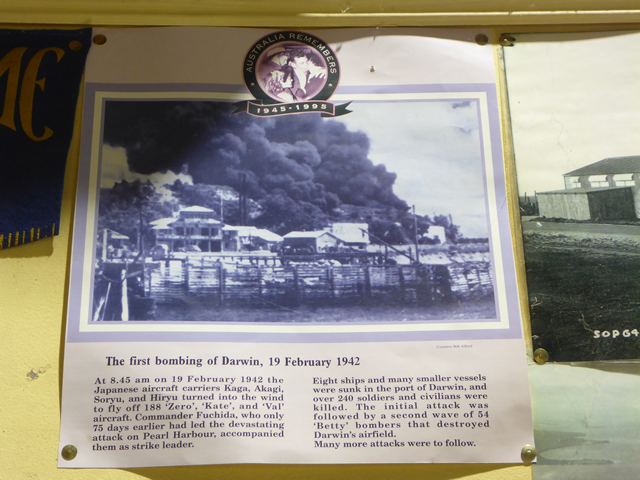 AUSTRALIA REMEMBERS
1945-1995
The first bombing of Darwin, 19 February 1942
At 8.45 am on 19 February 1942 the
Japanese aircraft carriers Kaga, Akagi,
Soryu, and Hiryu turned into the wind
to fly off 188 'Zero', 'Kate', and 'Val'
aircraft. Commander Fuchida, who only
75 days earlier had led the devastating
attack on Pearl Harbour, accompanied
them as strike leader.
Eight ships and many smaller vessels
were sunk in the port of Darwin, and
over 240 soldiers and civilians were
killed. The initial attack was
followed by a second wave of 54
'Betty' bombers that destroyed
Darwin's airfield.
Many more attacks were to follow.